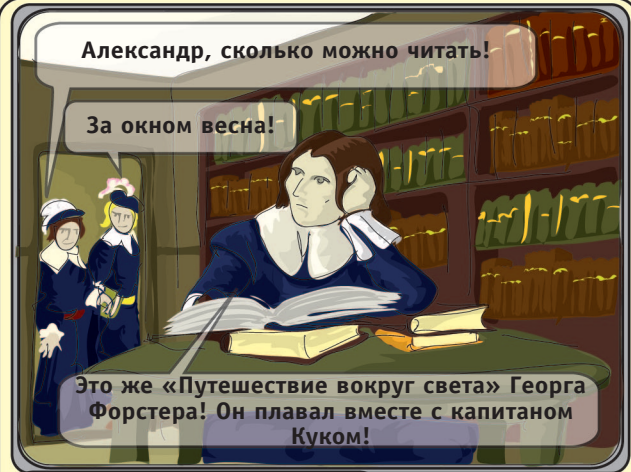 Александр, сколько можно читать!
За окном весна!
Это же «Путешествие вокруг света» Георга
Форстера! Он плавал вместе с капитаном
Куком!